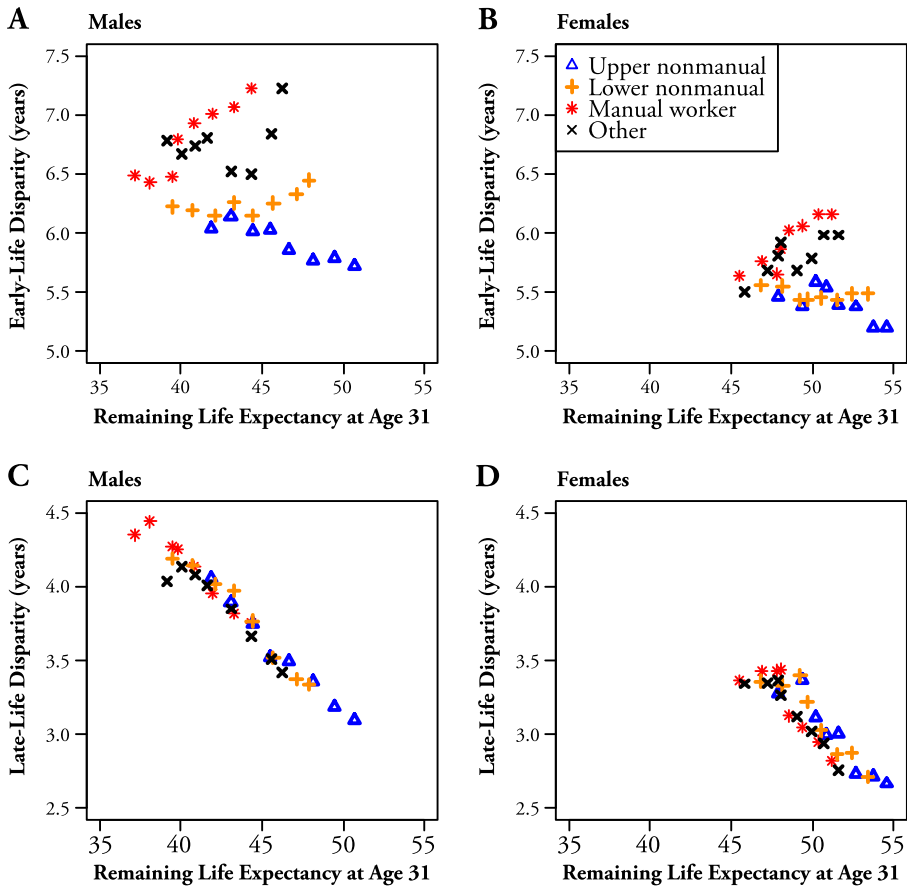 A Males
7.5
7.0
6.5
6.0
5.5
5.0
Early-Life Disparity (years)
35 40 45 50 55
Remaining Life Expectancy at Age 31
B Females
Upper nonmanual
Lower nonmanual
Manual worker
Other
7.5
7.0
6.5
6.0
5.5
5.0
Early-Life Disparity (years)
35 40 45 50 55
Remaining Life Expectancy at Age 31
C Males
4.5
4.0
3.5
3.0
2.5
Late-Life Disparity (years)
35 40 45 50 55
Remaining Life Expectancy at Age 31
D Females
4.5
4.0
3.5
3.0
2.5
Late-Life Disparity (years)
35 40 45 50 55
Remaining Life Expectancy at Age 31